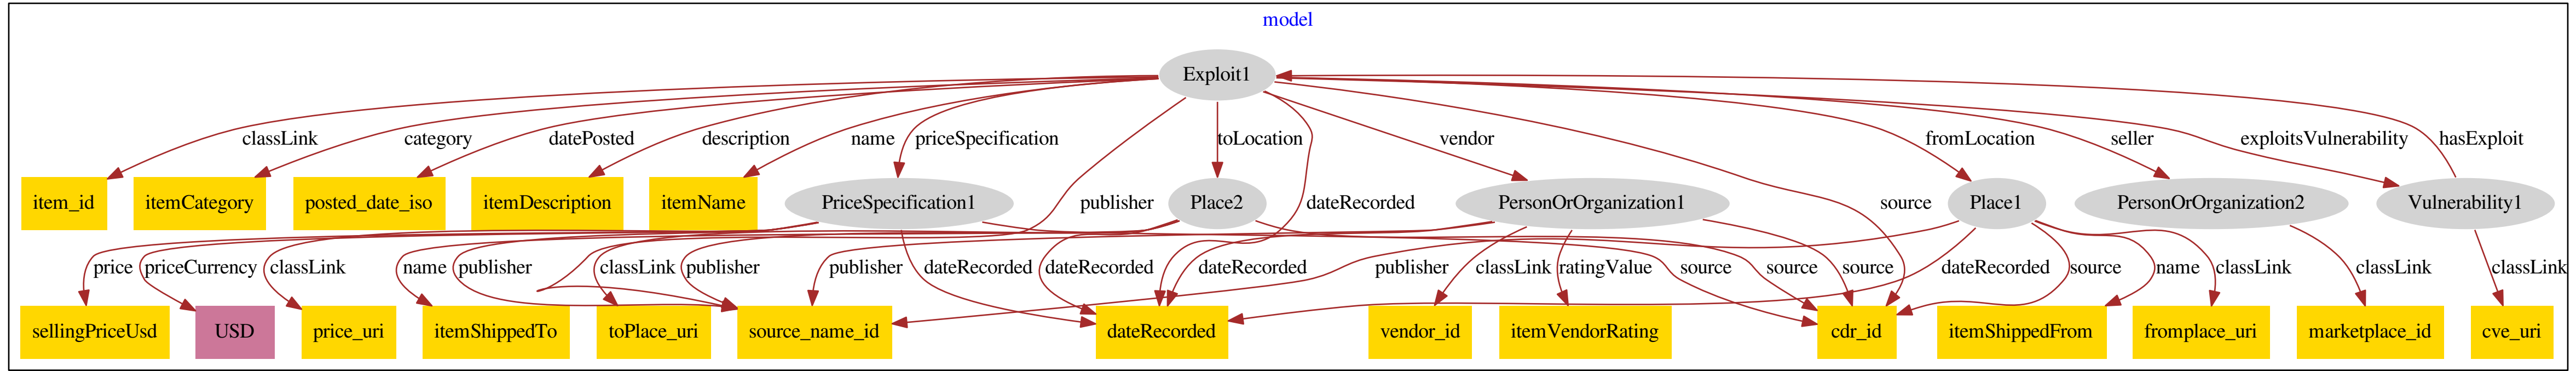 model
Exploit1
classLink
category
datePosted
description
name
priceSpecification
toLocation
vendor
fromLocation
seller
exploitsVulnerability
hasExploit
item_id
itemCategory
posted_date_iso
itemDescription
itemName
PriceSpecification1
publisher
Place2
dateRecorded
PersonOrOrganization1
source
Place1
PersonOrOrganization2
Vulnerability1
price
priceCurrency
classLink
name
publisher
classLink
publisher
publisher
dateRecorded
dateRecorded
dateRecorded
publisher
classLink
ratingValue
source
source
source
dateRecorded
source
name
classLink
classLink
classLink
sellingPriceUsd
USD
price_uri
itemShippedTo
toPlace_uri
source_name_id
dateRecorded
vendor_id
itemVendorRating
cdr_id
itemShippedFrom
fromplace_uri
marketplace_id
cve_uri